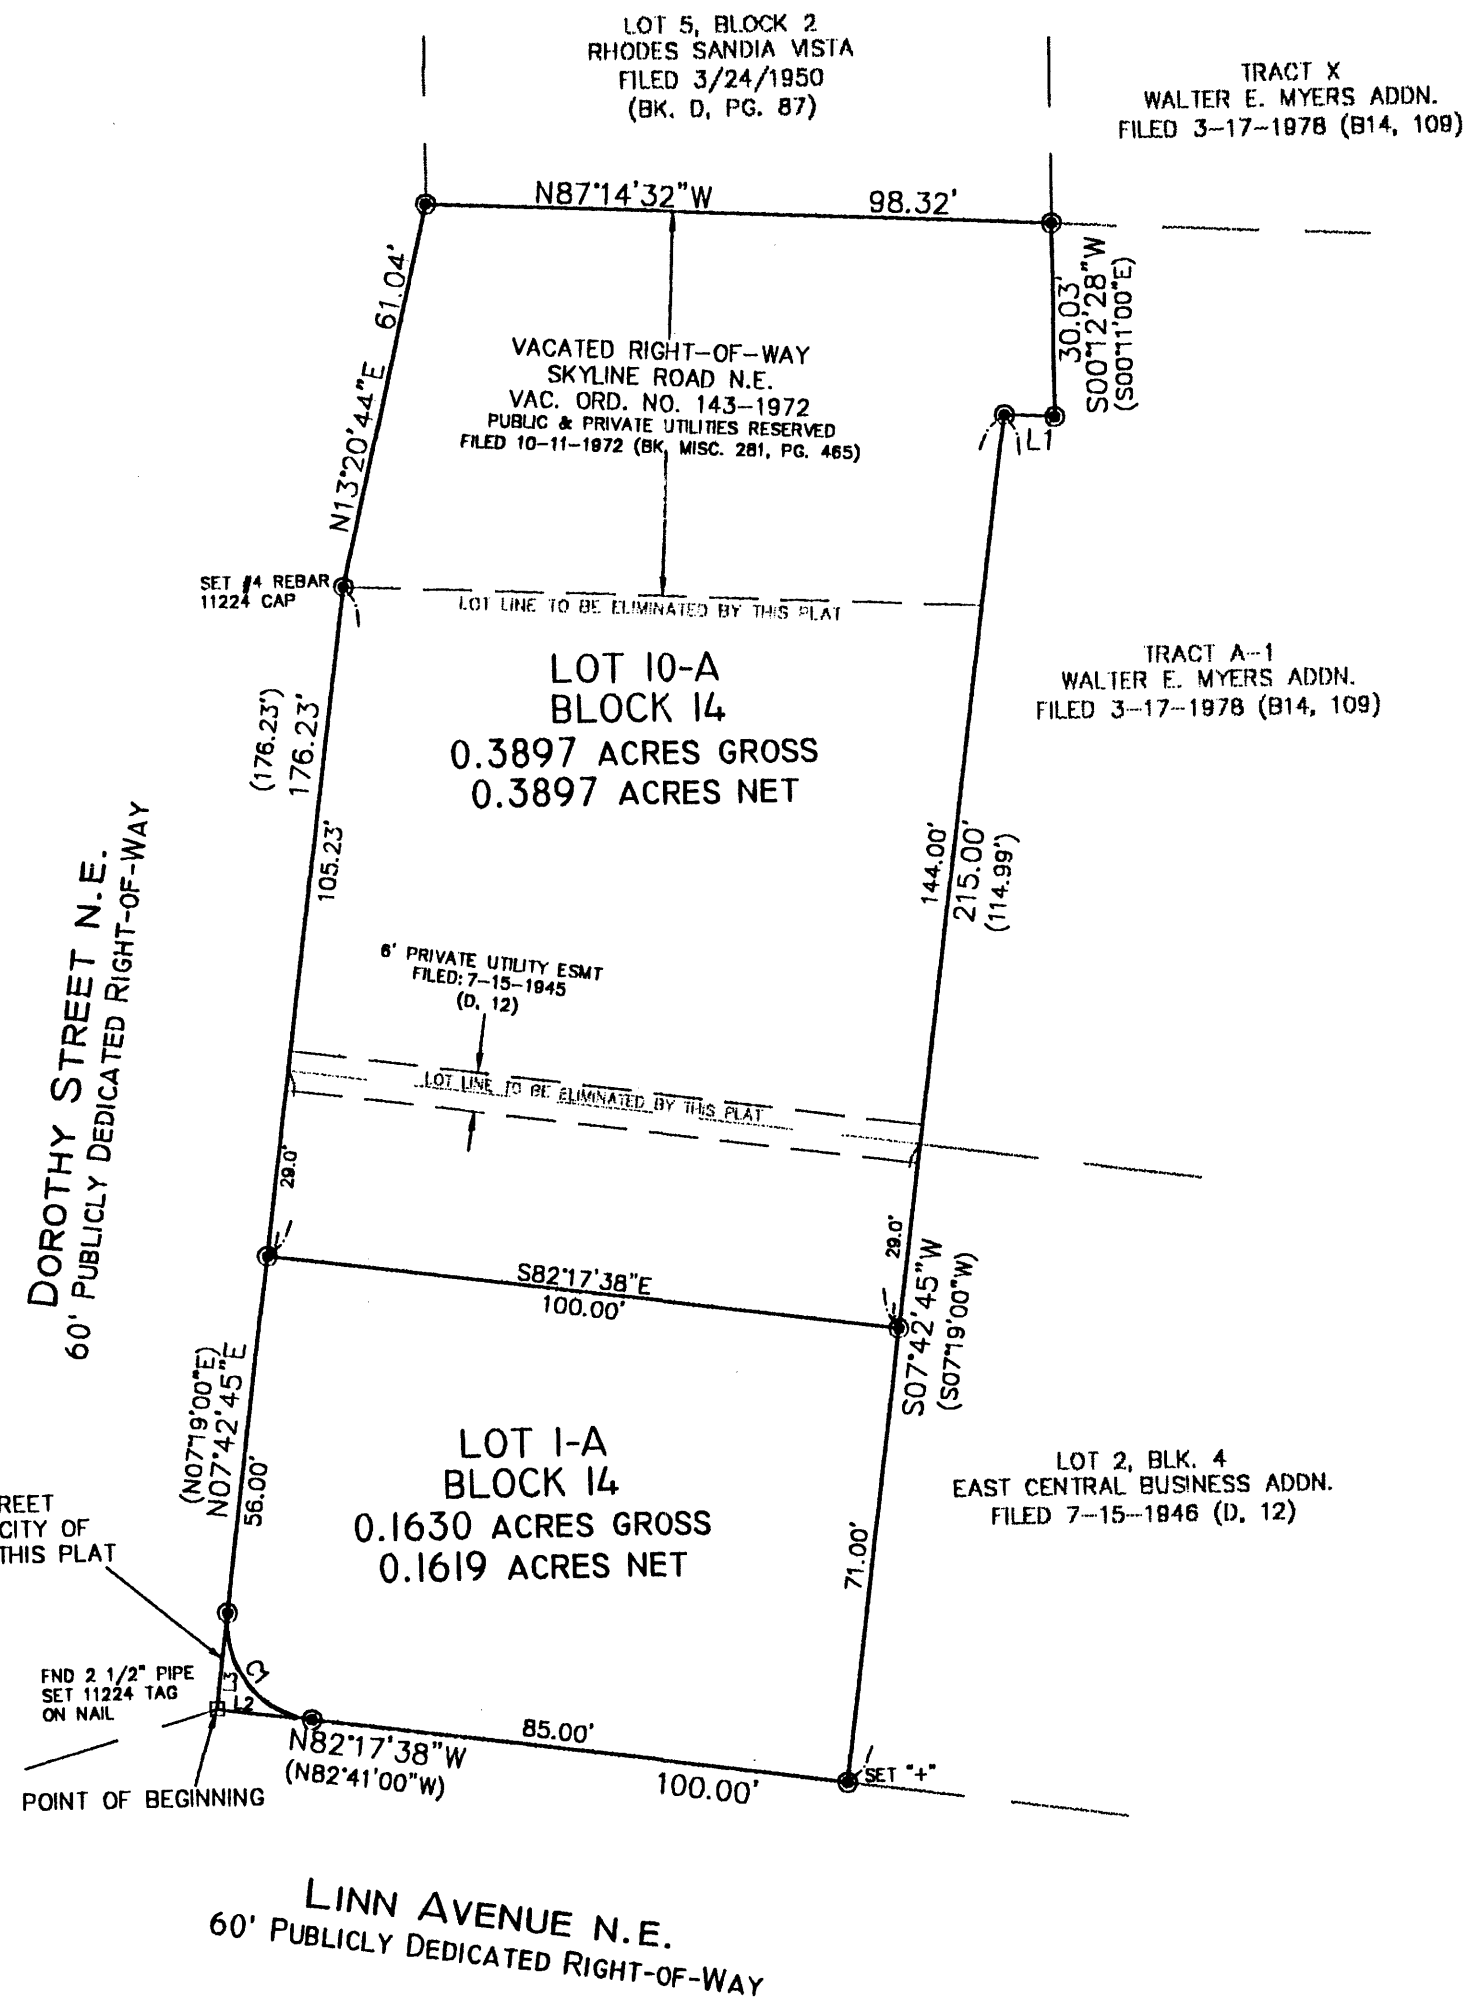 LOT 5, BLOCK 2
RHODES SANDIA VISTA
FILED 3/24/1950
(BK. D, PG. 87)
TRACT X
WALTER E. MYERS ADDN.
FILED 3-17-1978 (B14, 109)
N87°14'32"W
98.32'
N13°20'44"E 61.04'
30.03'
S00°12'28"W
(S00°11'00"E)
L1
VACATED RIGHT-OF-WAY
SKYLINE ROAD N.E.
VAC. ORD. NO. 143-1972
PUBLIC & PRIVATE UTILITIES RESERVED
FILED 10-11-1972 (BK. MISC. 281, PG. 465)
SET #4 REBAR
11224 CAP
LOT LINE TO BE ELIMINATED BY THIS PLAT
LOT 10-A
BLOCK 14
0.3897 ACRES GROSS
0.3897 ACRES NET
TRACT A-1
WALTER E. MYERS ADDN.
FILED 3-17-1978 (B14, 109)
(176.23')
176.23'
105.23'
144.00'
215.00'
(114.99')
DOROTHY STREET N.E.
60' PUBLICLY DEDICATED RIGHT-OF-WAY
6' PRIVATE UTILITY ESMT
FILED: 7-15-1945
(D, 12)
LOT LINE TO BE ELIMINATED BY THIS PLAT
29.0'
29.0'
S82°17'38"E
100.00'
S07°42'45"W
(S07°19'00"W)
(N07°19'00"E)
N07°42'45"E
56.00'
LOT 1-A
BLOCK 14
0.1630 ACRES GROSS
0.1619 ACRES NET
71.00'
LOT 2, BLK. 4
EAST CENTRAL BUSINESS ADDN.
FILED 7-15-1946 (D, 12)
REET
CITY OF
THIS PLAT
FND 2 1/2" PIPE
SET 11224 TAG
ON NAIL
L3
C1
L2
N82°17'38"W
(N82°41'00"W)
85.00'
100.00'
SET "+"
POINT OF BEGINNING
LINN AVENUE N.E.
60' PUBLICLY DEDICATED RIGHT-OF-WAY